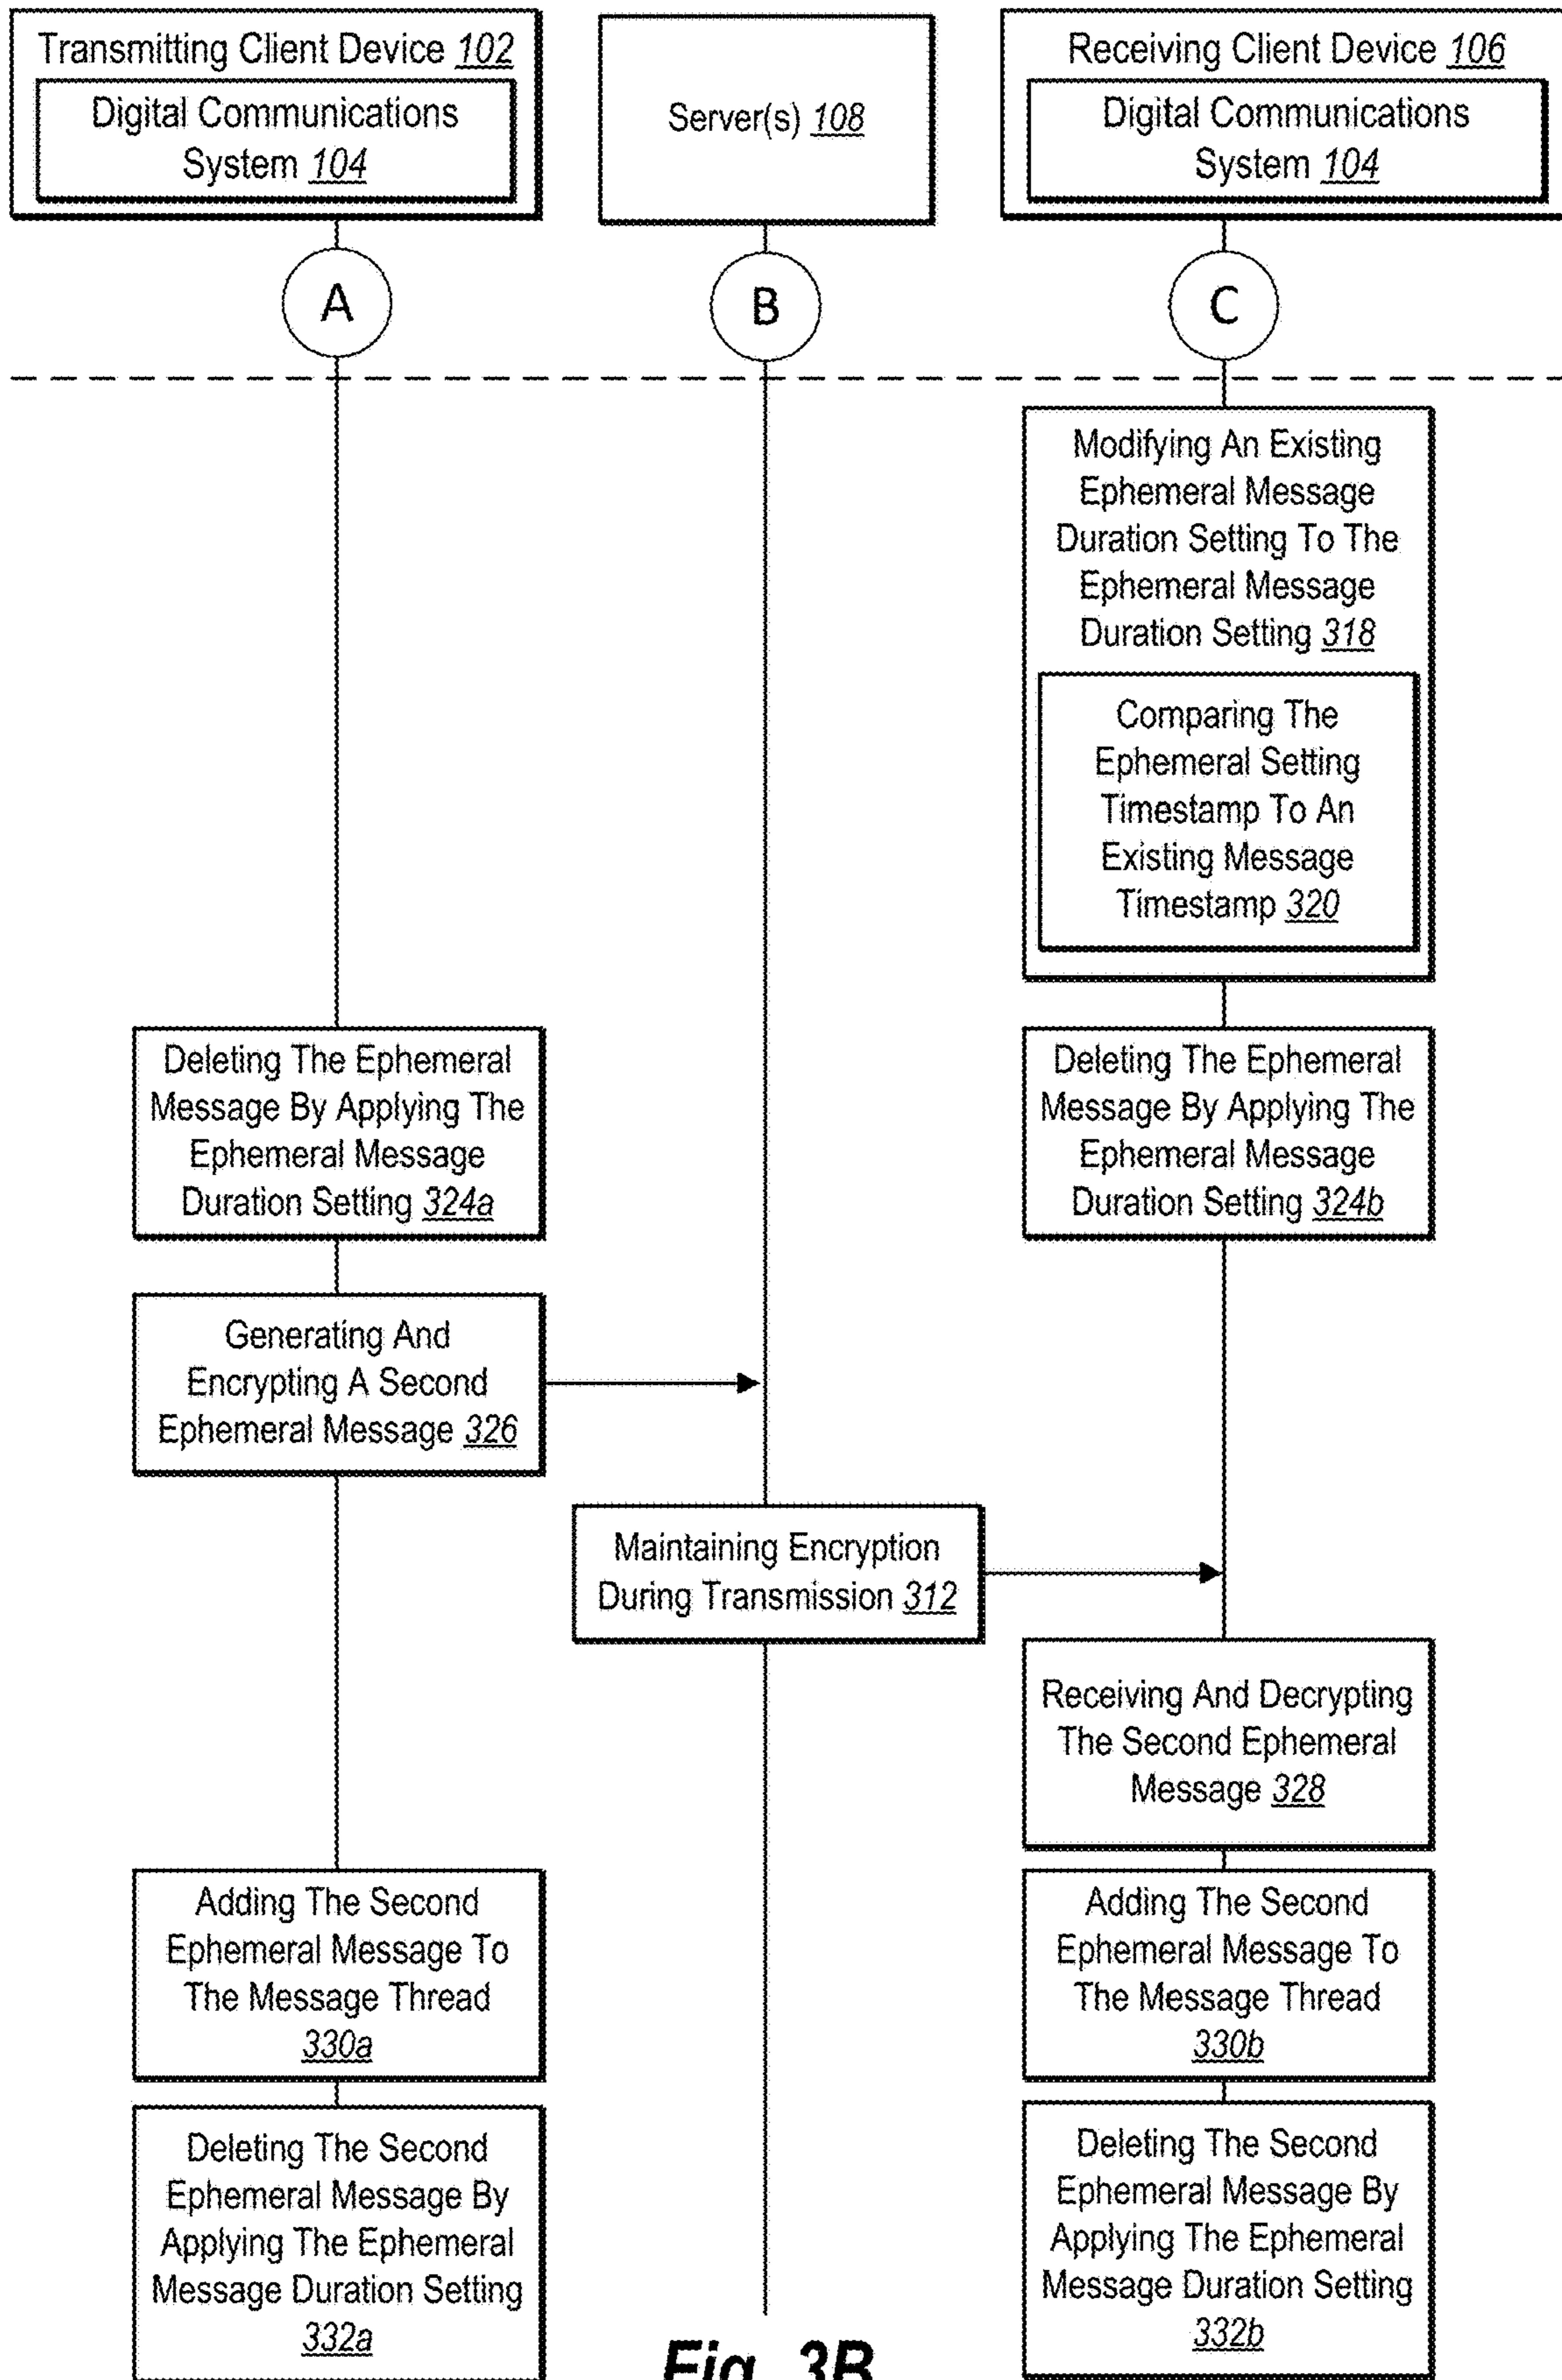 Transmitting Client Device 102
Digital Communications
System 104
Server(s) 108
Receiving Client Device 106
Digital Communications
System 104
A
B
C
Modifying An Existing
Ephemeral Message
Duration Setting To The
Ephemeral Message
Duration Setting 318
Comparing The
Ephemeral Setting
Timestamp To An
Existing Message
Timestamp 320
Deleting The Ephemeral
Message By Applying The
Ephemeral Message
Duration Setting 324a
Deleting The Ephemeral
Message By Applying The
Ephemeral Message
Duration Setting 324b
Generating And
Encrypting A Second
Ephemeral Message 326
Maintaining Encryption
During Transmission 312
Receiving And Decrypting
The Second Ephemeral
Message 328
Adding The Second
Ephemeral Message To
The Message Thread
330a
Adding The Second
Ephemeral Message To
The Message Thread
330b
Deleting The Second
Ephemeral Message By
Applying The Ephemeral
Message Duration Setting
332a
Deleting The Second
Ephemeral Message By
Applying The Ephemeral
Message Duration Setting
332b
Fig. 3B